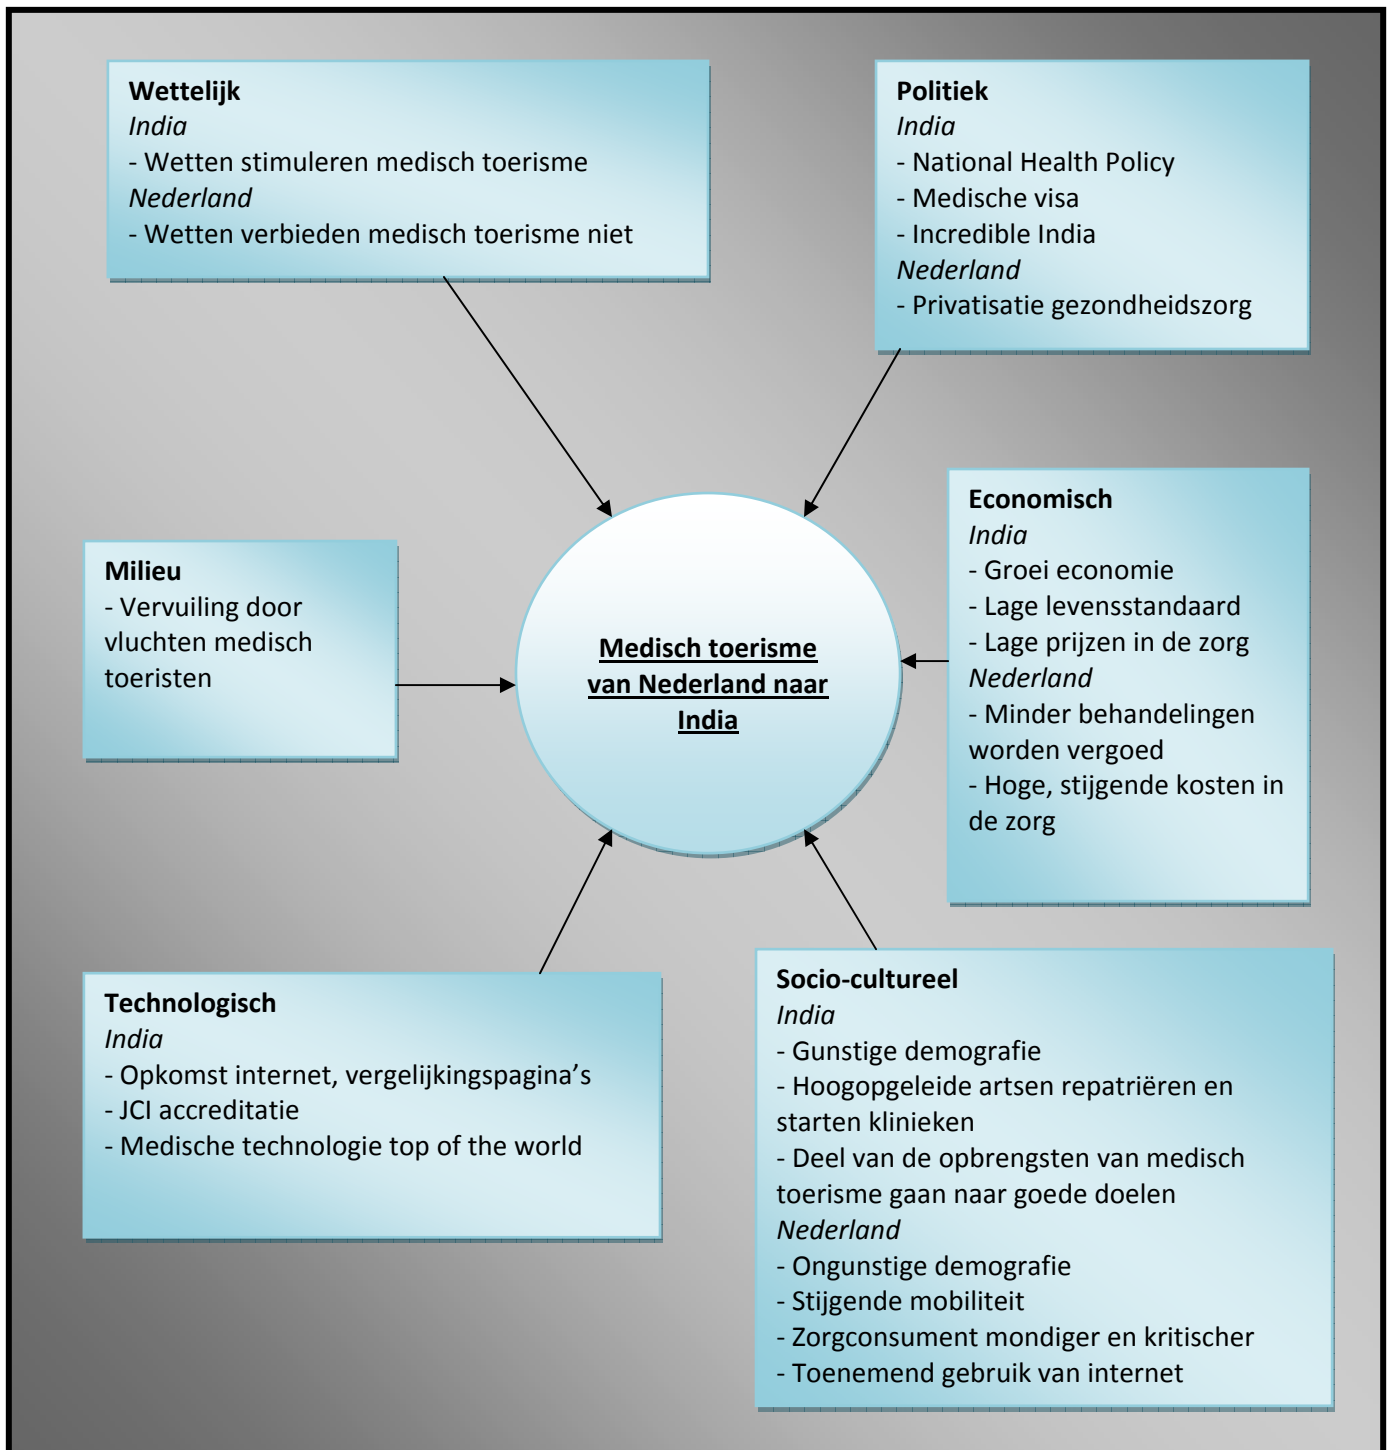 Wettelijk
India
- Wetten stimuleren medisch toerisme
Nederland
- Wetten verbieden medisch toerisme niet
Politiek
India
- National Health Policy
- Medische visa
- Incredible India
Nederland
- Privatisatie gezondheidszorg
Economisch
India
- Groei economie
- Lage levensstandaard
- Lage prijzen in de zorg
Nederland
- Minder behandelingen
worden vergoed
- Hoge, stijgende kosten in
de zorg
Milieu
- Vervuiling door
vluchten medisch
toeristen
Medisch toerisme
van Nederland naar
India
Technologisch
India
- Opkomst internet, vergelijkingspagina’s
- JCI accreditatie
- Medische technologie top of the world
Socio-cultureel
India
- Gunstige demografie
- Hoogopgeleide artsen repatriëren en
starten klinieken
- Deel van de opbrengsten van medisch
toerisme gaan naar goede doelen
Nederland
- Ongunstige demografie
- Stijgende mobiliteit
- Zorgconsument mondiger en kritischer
- Toenemend gebruik van internet